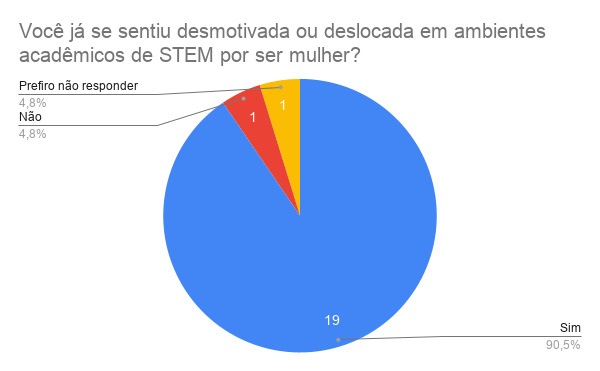 Você já se sentiu desmotivada ou deslocada em ambientes
acadêmicos de STEM por ser mulher?
Prefiro não responder
4,8%
Não
4,8%
1
1
19
Sim
90,5%